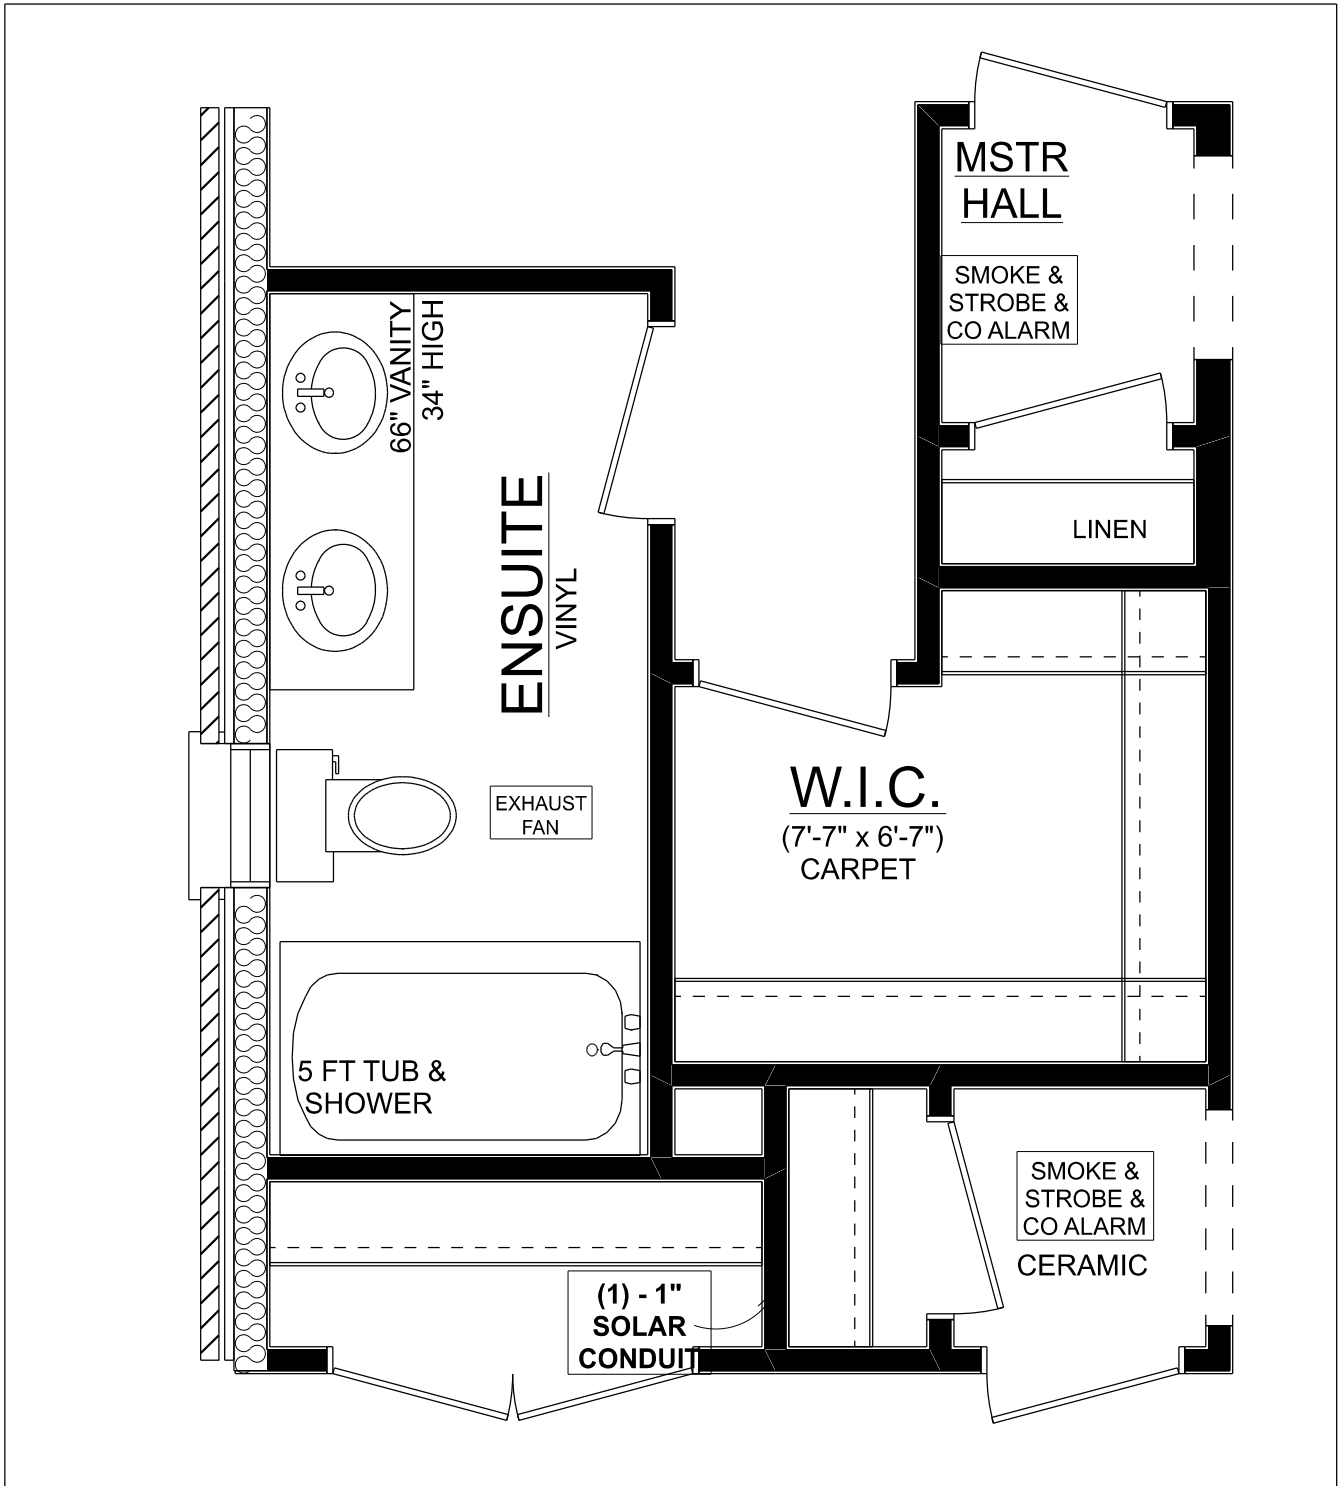 MSTR
HALL
SMOKE &
STROBE &
CO ALARM
66" VANITY
34" HIGH
ENSUITE
VINYL
LINEN
EXHAUST
FAN
W.I.C.
(7'-7" x 6'-7")
CARPET
5 FT TUB &
SHOWER
SMOKE &
STROBE &
CO ALARM
CERAMIC
(1) - 1"
SOLAR
CONDUIT